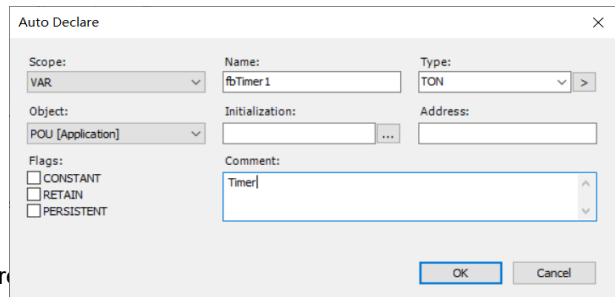 Auto Declare
Scope: Name: Type:
VAR fbTimer1 TON >
Object: Initialization: Address:
POU [Application] ...
Flags: Comment:
CONSTANT Timer
RETAIN
PERSISTENT
OK Cancel